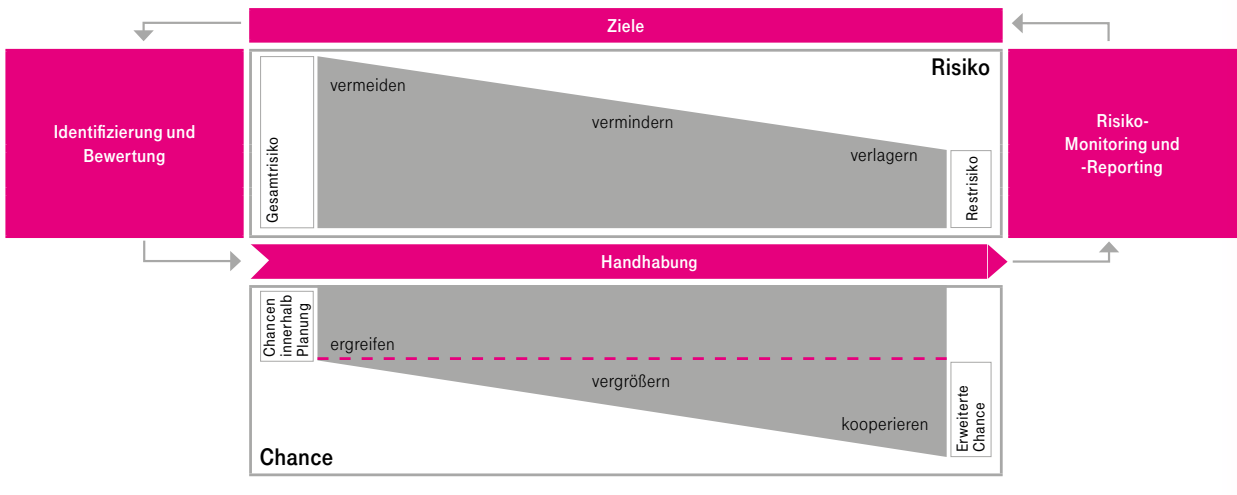 Ziele
Identifizierung und
Bewertung
Risiko
Gesamtrisiko
vermeiden
vermindern
verlagern
Restrisiko
Risiko-
Monitoring und
-Reporting
Handhabung
Chancen
innerhalb
Planung
ergreifen
vergrößern
kooperieren
Erweiterte
Chance
Chance